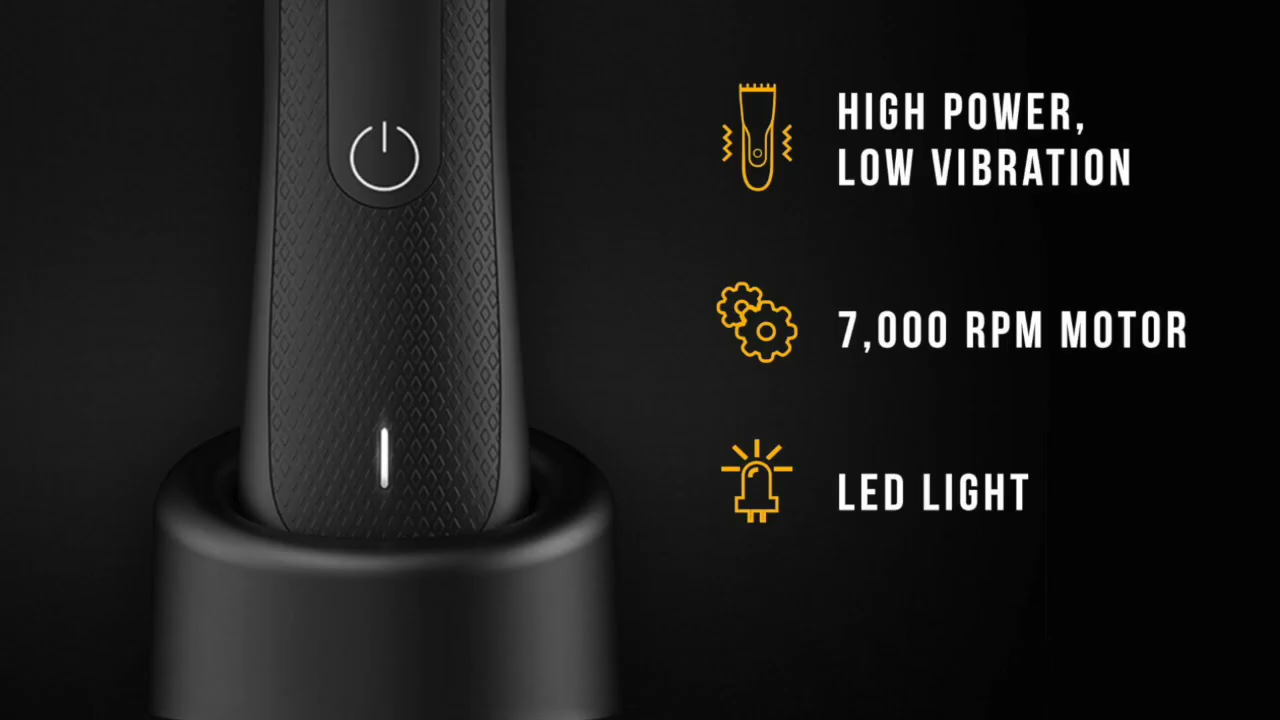 HIGH POWER,
LOW VIBRATION
7,000 RPM MOTOR
LED LIGHT